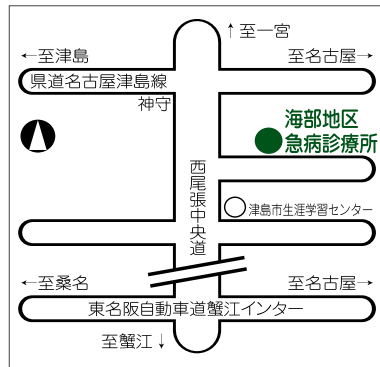 ↑至一宮
←至津島
至名古屋→
県道名古屋津島線
神守
海部地区
急病診療所
西尾張中央道
津島市生涯学習センター
←至桑名
至名古屋→
東名阪自動車道蟹江インター
至蟹江↓